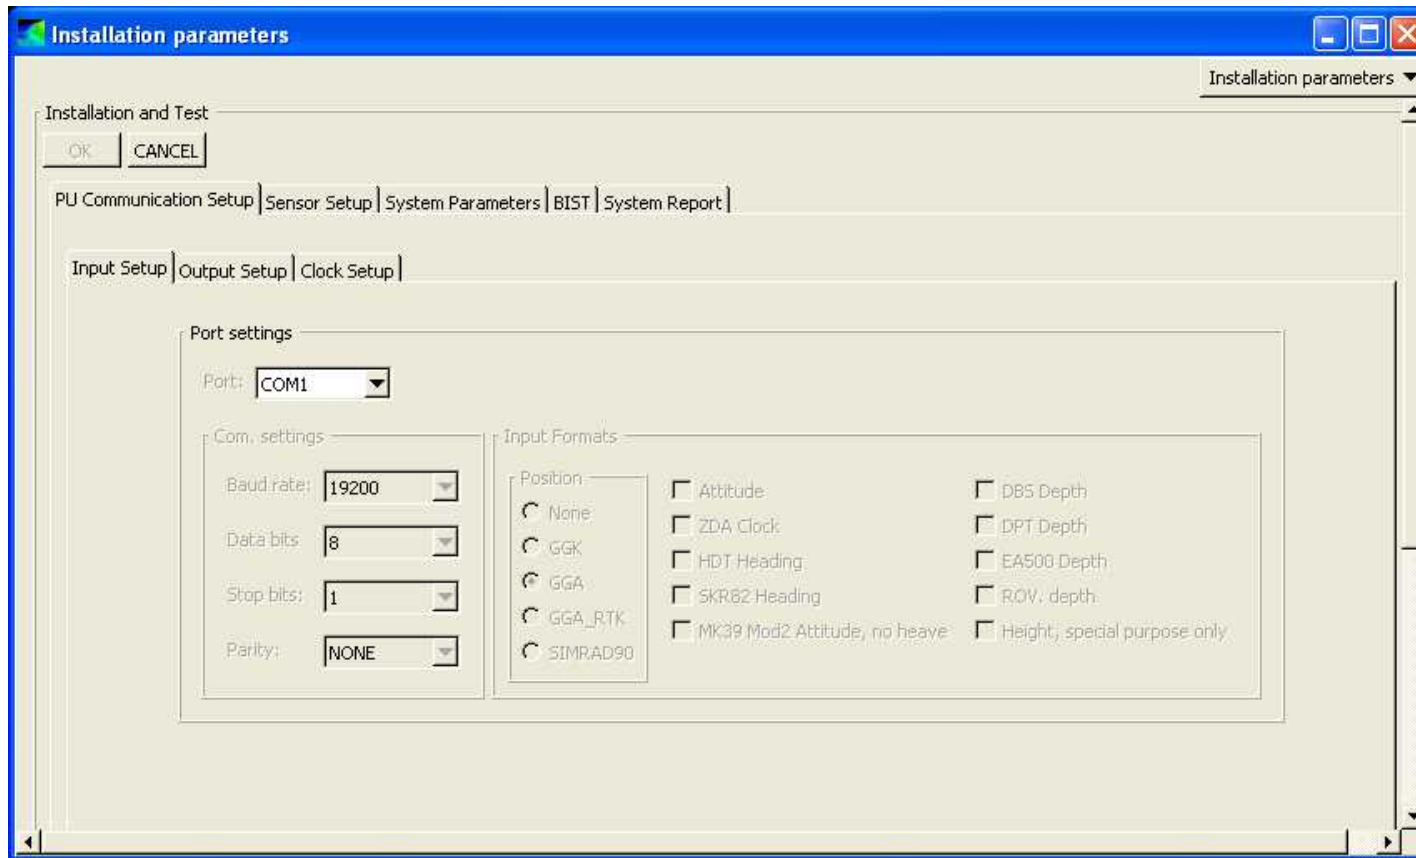 Installation parameters
Installation parameters
Installation and Test
OK CANCEL
PU Communication Setup Sensor Setup System Parameters BIST System Report
Input Setup Output Setup Clock Setup
Port settings
Port: COM1
Com. settings
Baud rate: 19200
Data bits 8
Stop bits: 1
Parity: NONE
Input Formats
Position
None
GGK
GGA
GGA_RTK
SIMRAD90
Attitude
ZDA Clock
HDT Heading
SKR82 Heading
MK39 Mod2 Attitude, no heave
DBS Depth
DPT Depth
EA500 Depth
ROV. depth
Height, special purpose only